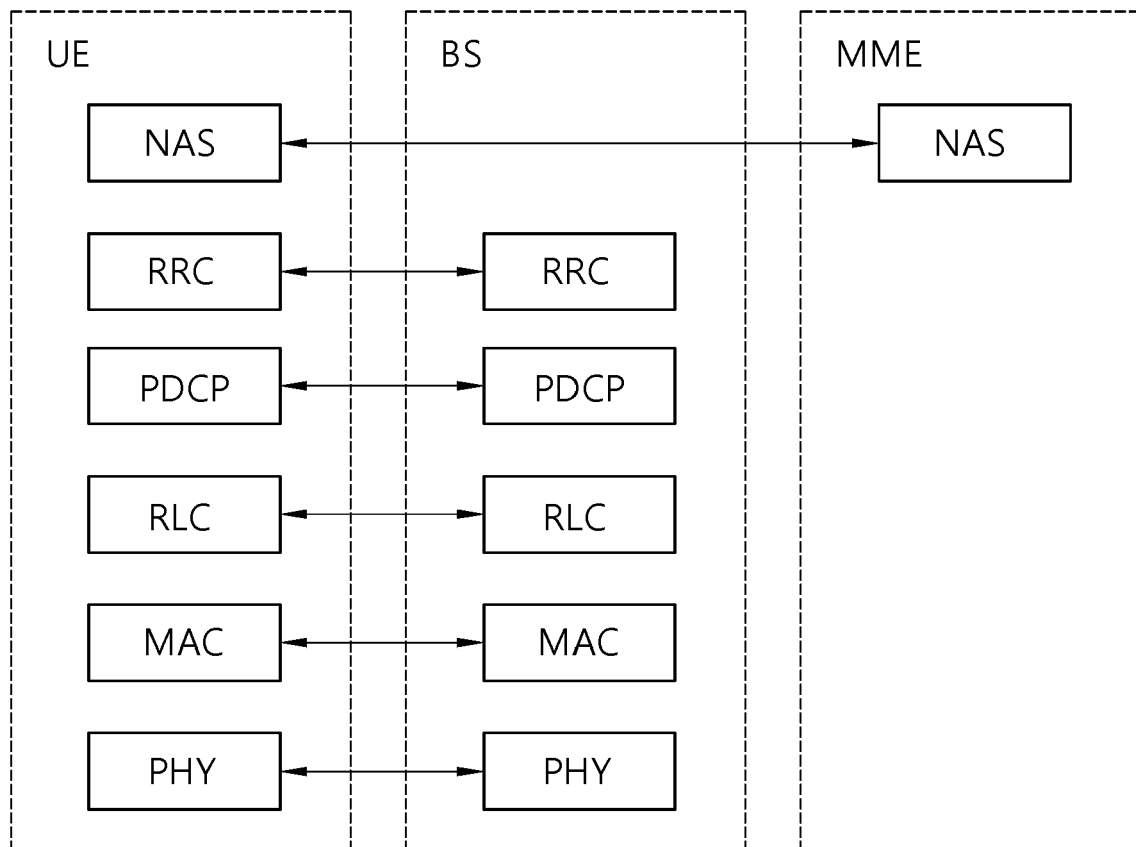 UE BS MME
NAS NAS
RRC RRC
PDCP PDCP
RLC RLC
MAC MAC
PHY PHY